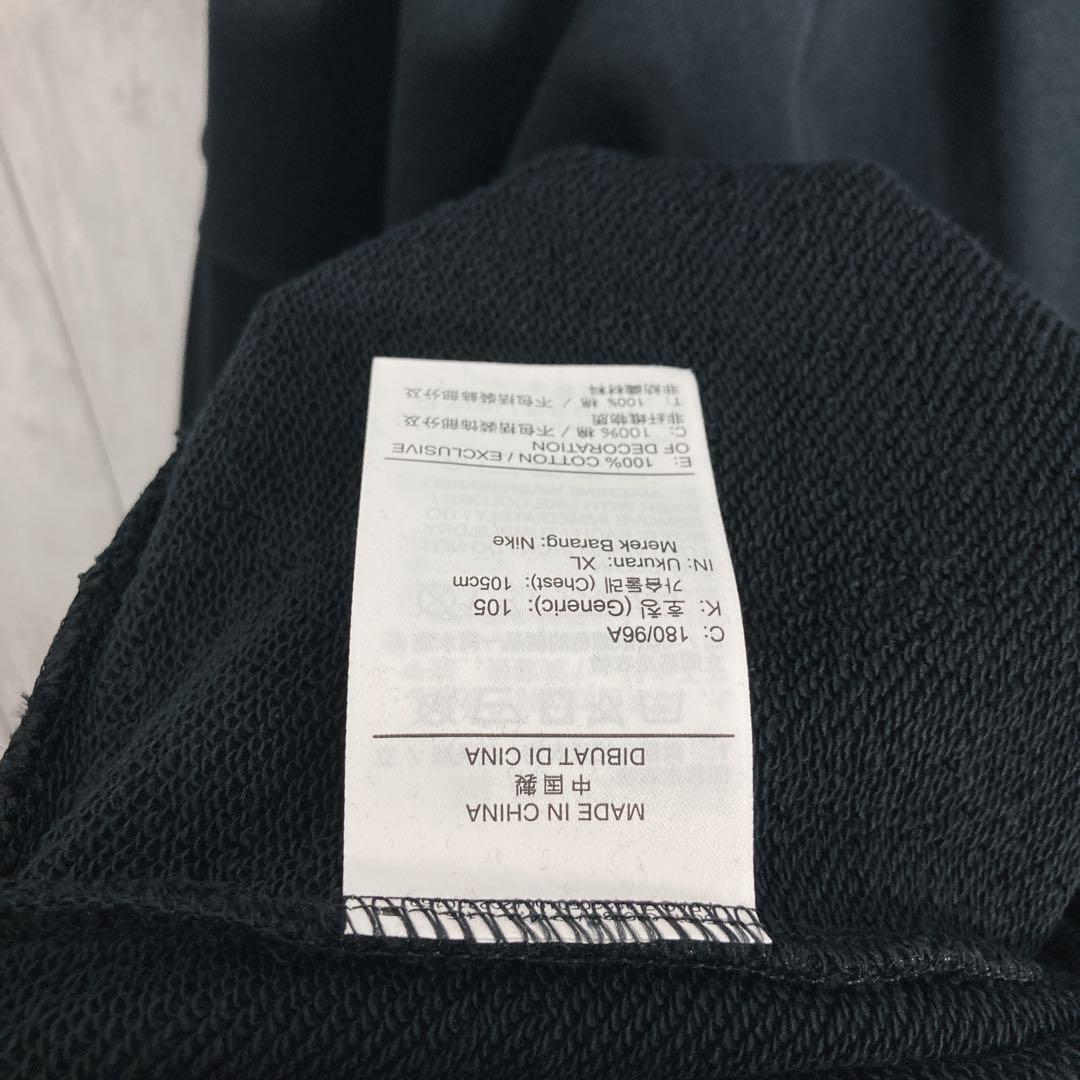 MADE IN CHINA
中国製
DIBUAT DI CINA
C: 180/96A
K: 호칭 (Generic): 105
가슴둘레 (Chest): 105cm
IN: Ukuran: XL
Merek Barang: Nike
E: 100% COTTON / EXCLUSIVE
OF DECORATION
C: 100% 棉 / 不包括装饰部分及
非纤维物质
T: 100% 棉 / 不包括裝飾部分及
非紡織材料